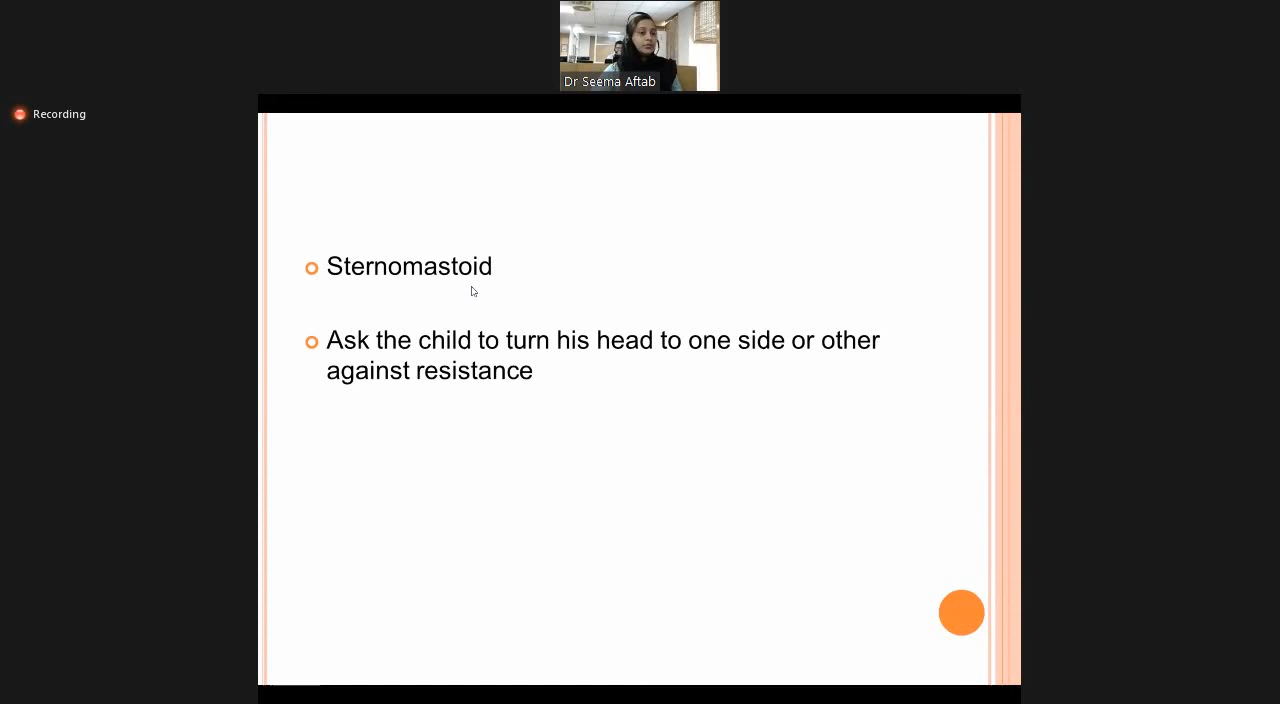 Dr Seema Aftab
Recording
Sternomastoid
Ask the child to turn his head to one side or other
against resistance